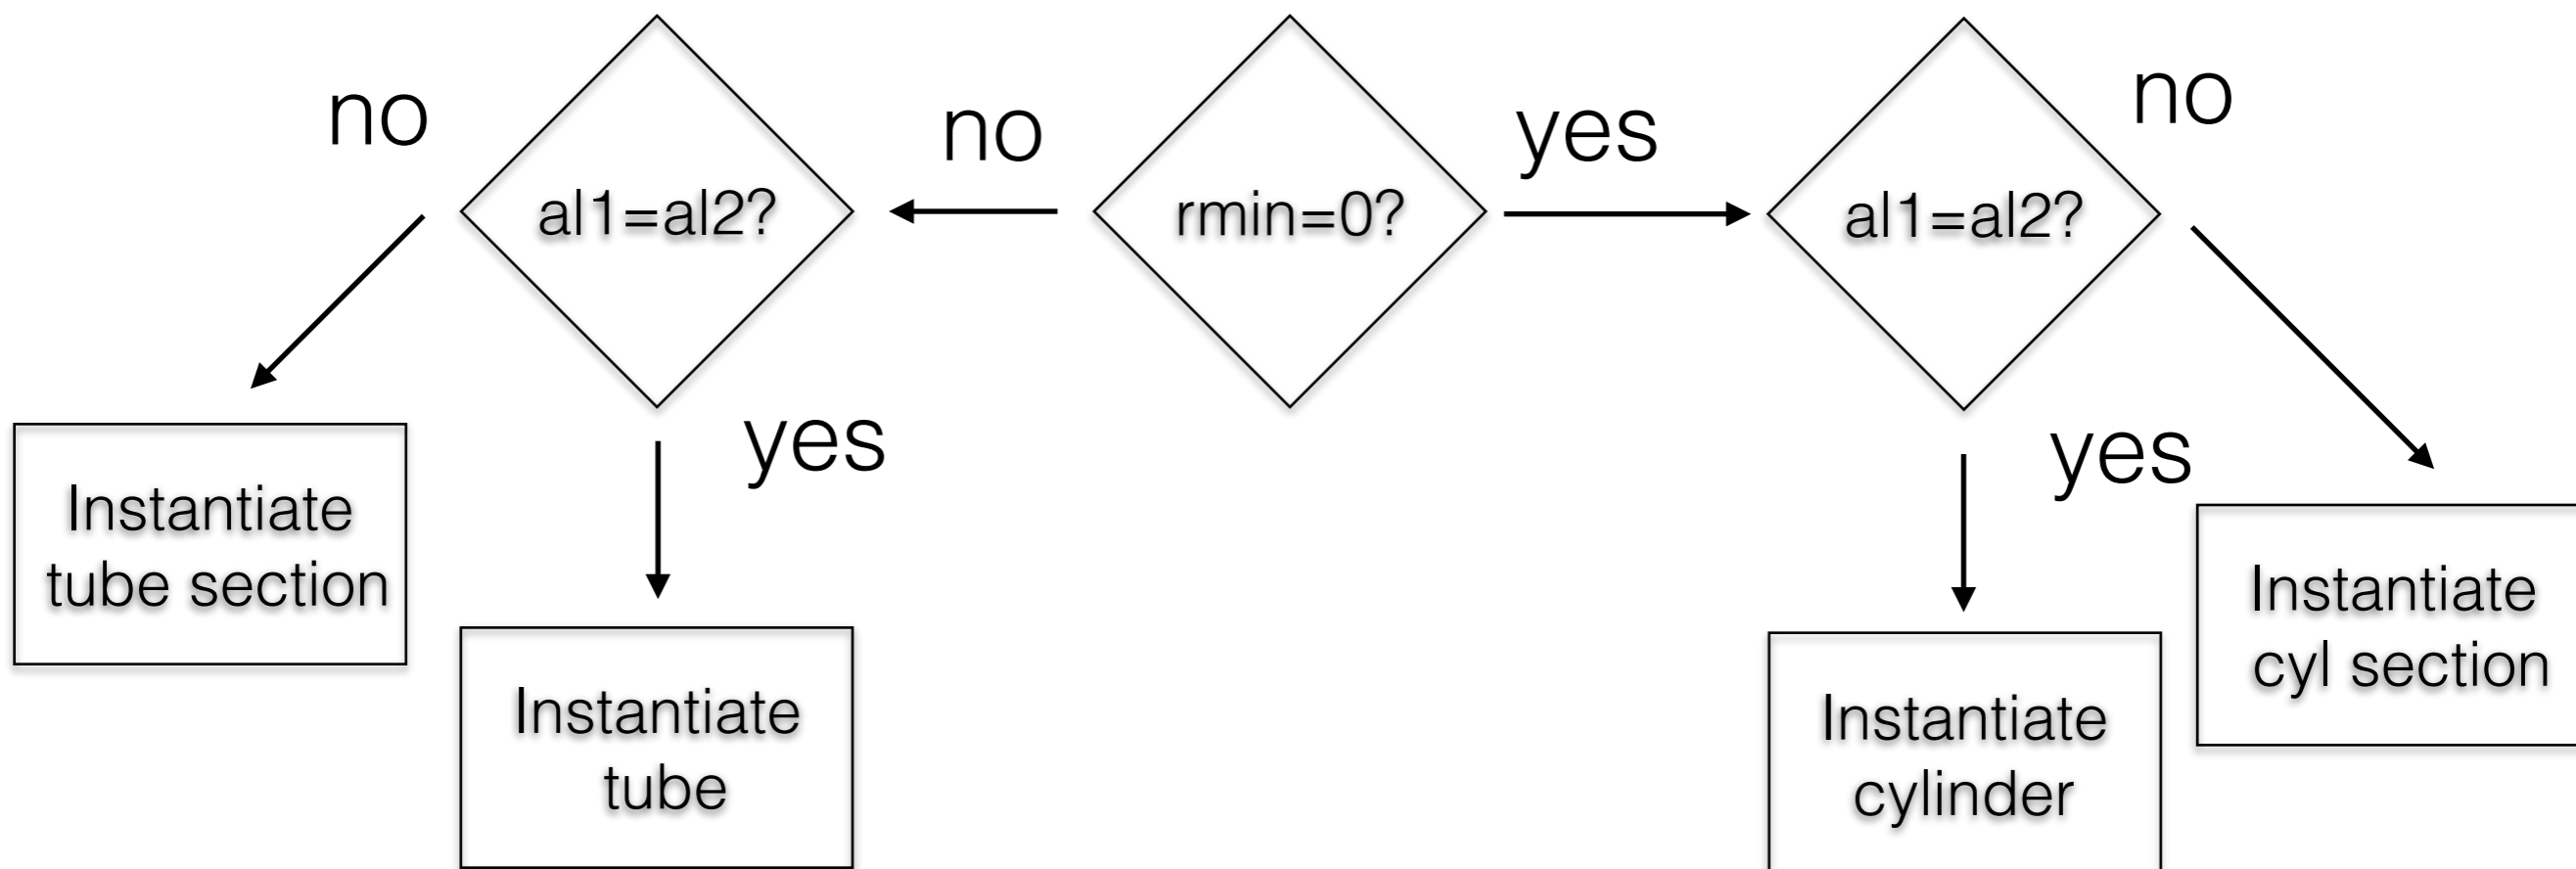 no
al1=al2?
no
rmin=0?
yes
al1=al2?
no
yes
yes
Instantiate
tube section
Instantiate
tube
Instantiate
cylinder
Instantiate
cyl section